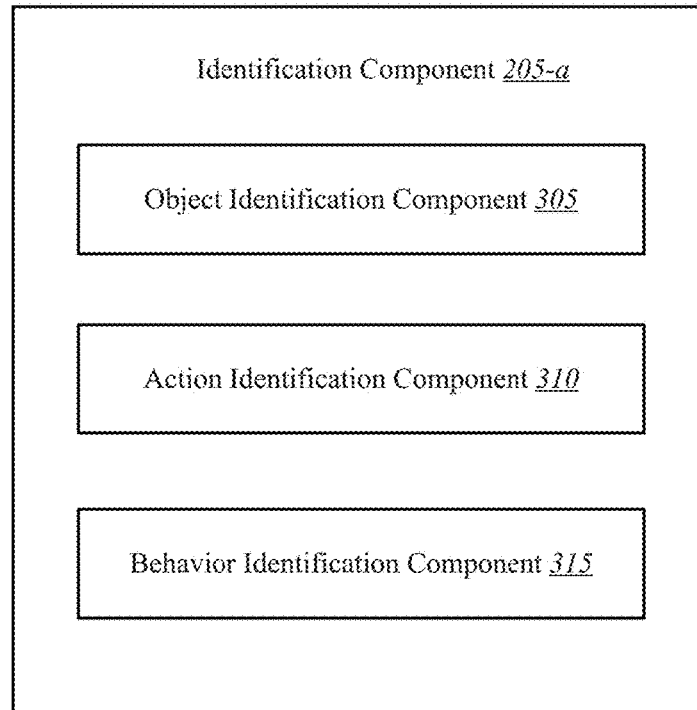 Identification Component 205-a
Object Identification Component 305
Action Identification Component 310
Behavior Identification Component 315